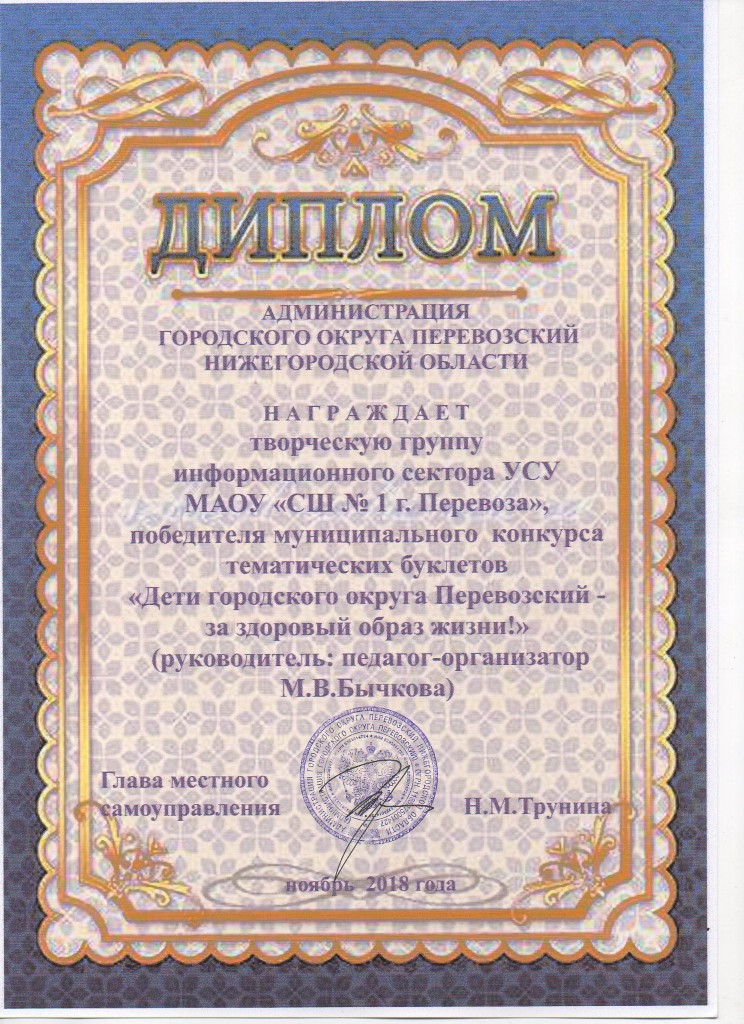 ДИПЛОМ
АДМИНИСТРАЦИЯ
ГОРОДСКОГО ОКРУГА ПЕРЕВОЗСКИЙ
НИЖЕГОРОДСКОЙ ОБЛАСТИ
Н А Г Р А Ж Д А Е Т
творческую группу
информационного сектора УСУ
МАОУ «СШ № 1 г. Перевоза»,
победителя муниципального конкурса
тематических буклетов
«Дети городского округа Перевозский -
за здоровый образ жизни!»
(руководитель: педагог-организатор
М.В.Бычкова)
Глава местного
самоуправления
Н.М.Трунина
ноябрь 2018 года